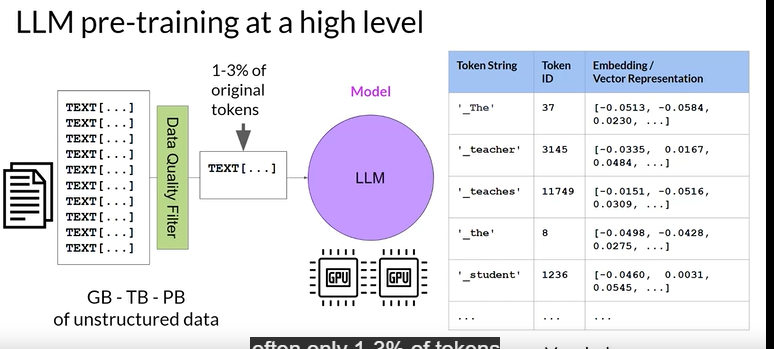 LLM pre-training at a high level
1-3% of
original
tokens
Model
TEXT[...]
TEXT[...]
TEXT[...]
TEXT[...]
TEXT[...]
TEXT[...]
TEXT[...]
TEXT[...]
TEXT[...]
TEXT[...]
Data Quality Filter
TEXT[...]
LLM
GPU
GPU
GB - TB - PB
of unstructured data
Token String
Token
ID
Embedding /
Vector Representation
'_The'
37
[-0.0513, -0.0584,
0.0230, ...]
'_teacher'
3145
[-0.0335, 0.0167,
0.0484, ...]
'_teaches'
11749
[-0.0151, -0.0516,
0.0309, ...]
'_the'
8
[-0.0498, -0.0428,
0.0275, ...]
'_student'
1236
[-0.0460, 0.0031,
0.0545, ...]
...
...
...
often only 1-3% of tokens